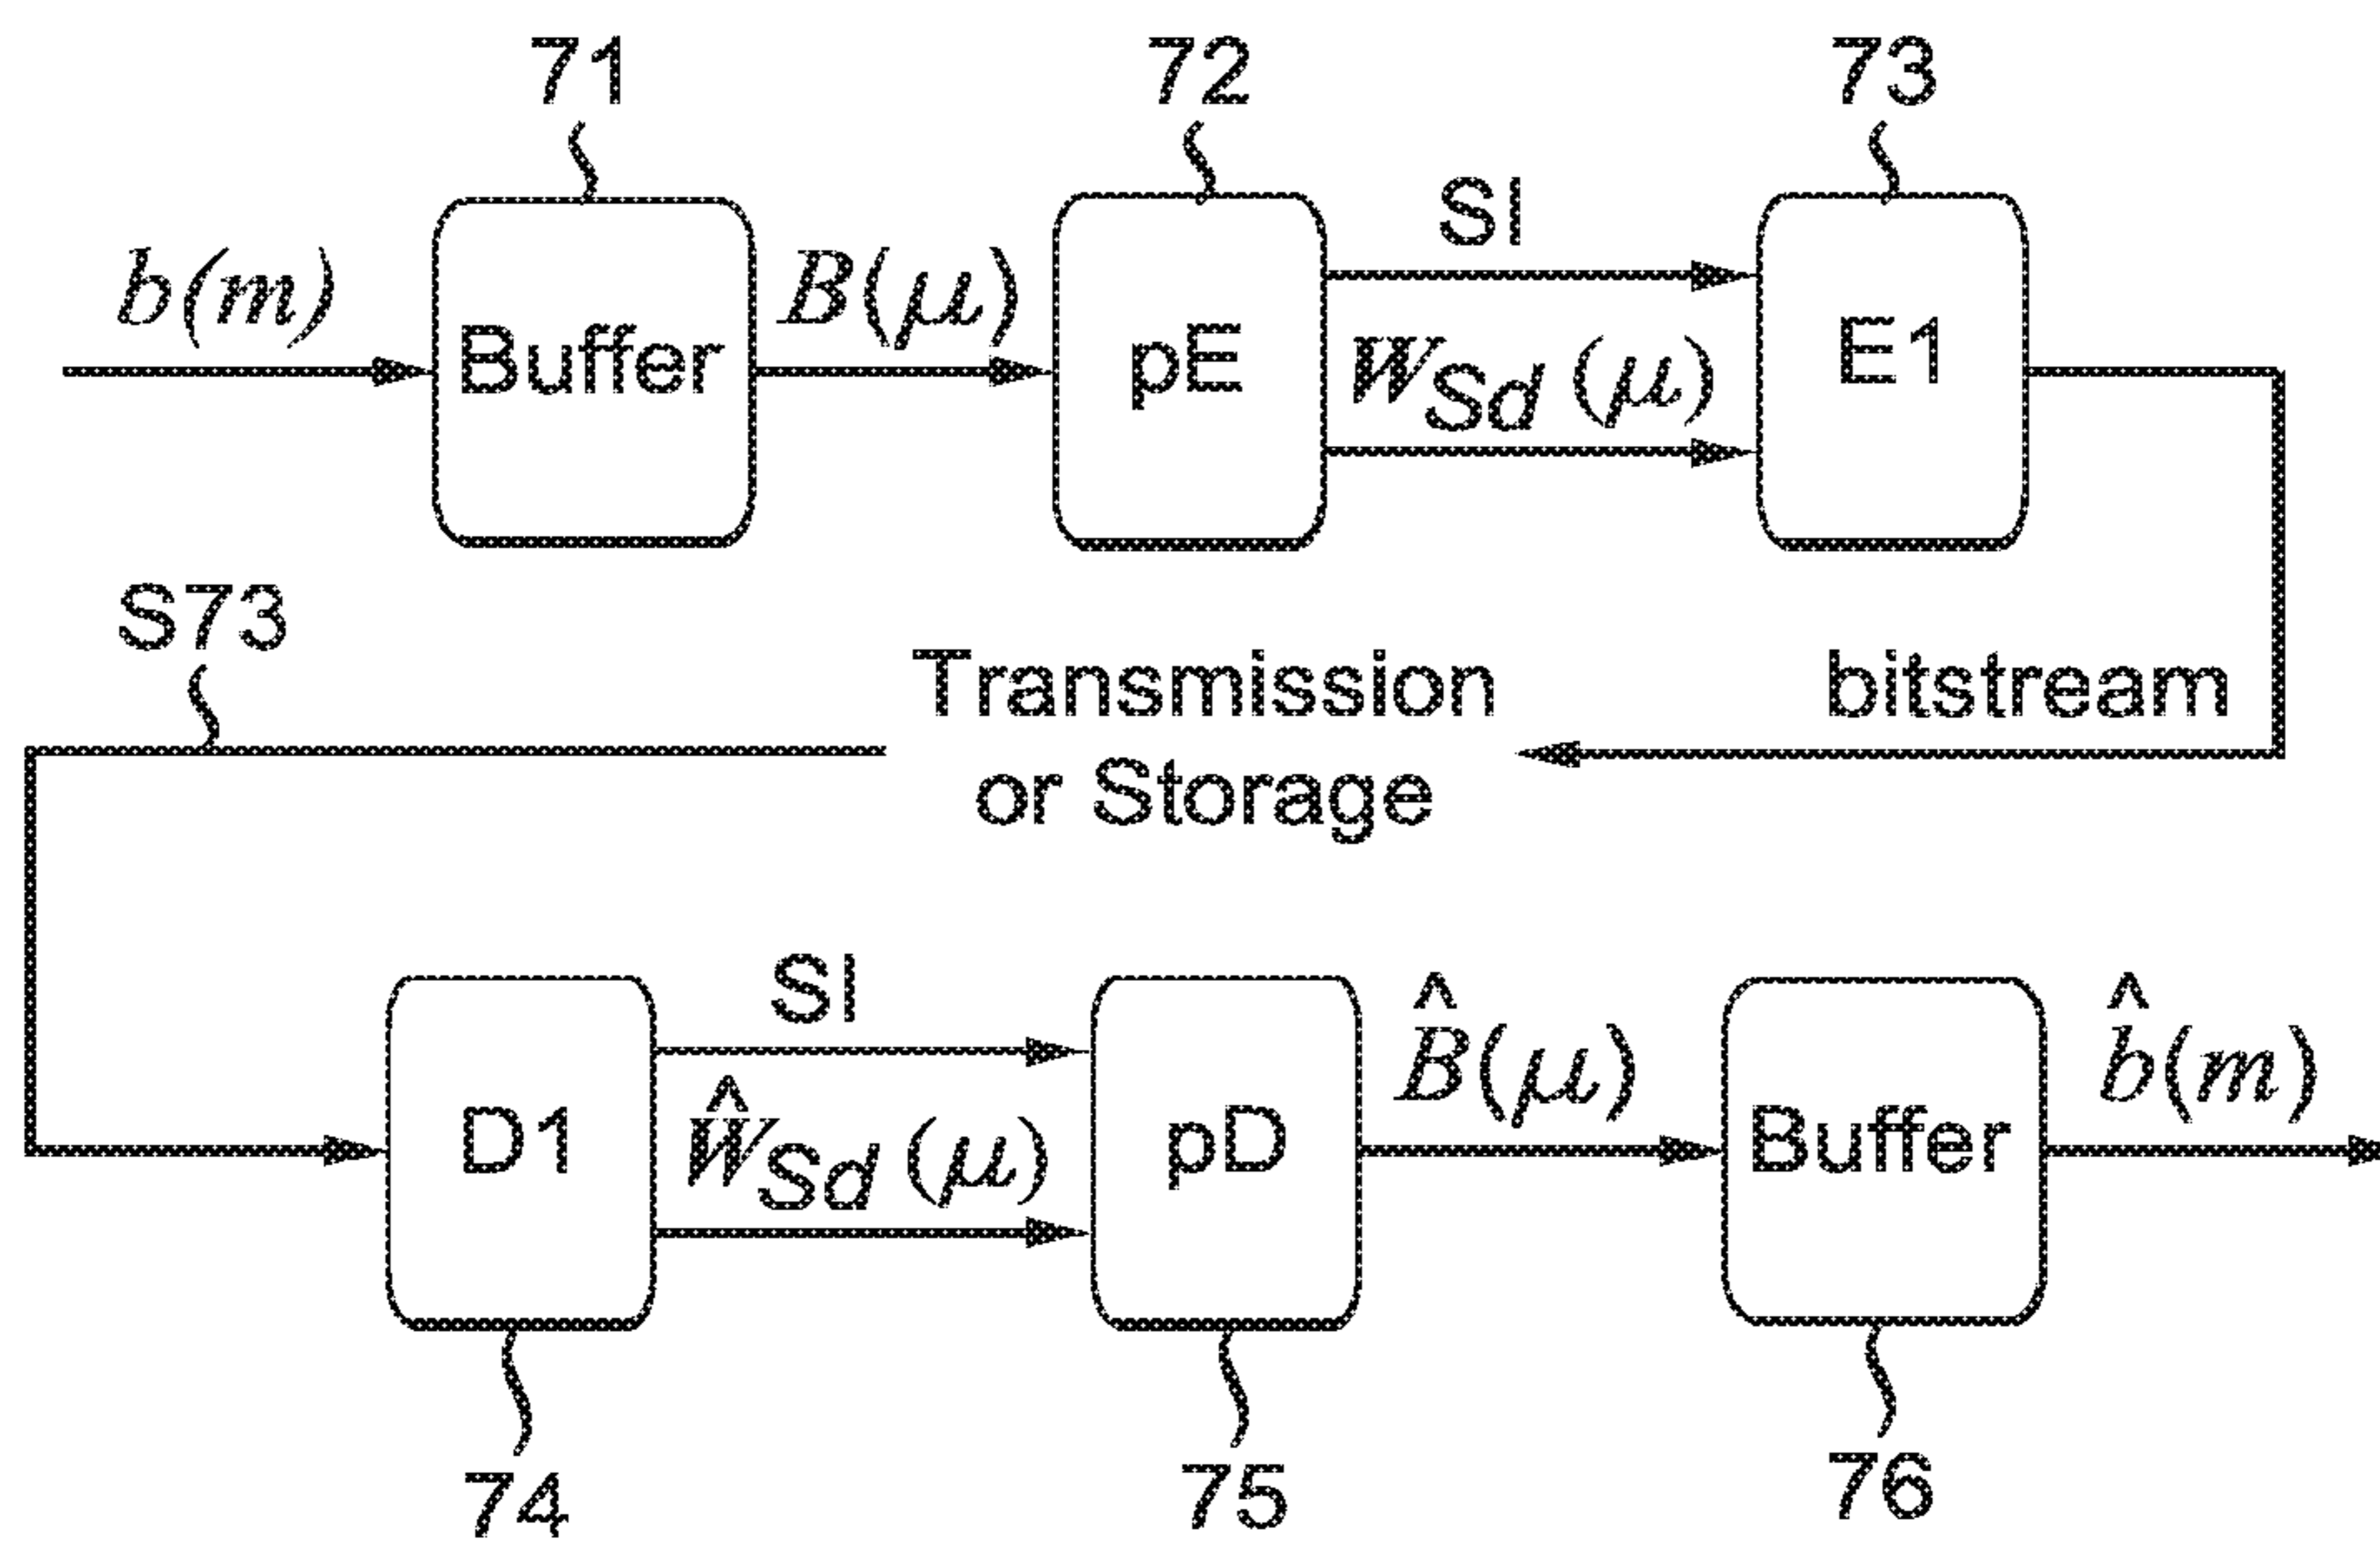 71
72
73
SI
b(m)
B(μ)
Buffer
pE
W_Sd (μ)
E1
S73
Transmission
or Storage
bitstream
SI
B̂(μ)
b̂(m)
D1
Ŵ_Sd (μ)
pD
Buffer
74
75
76